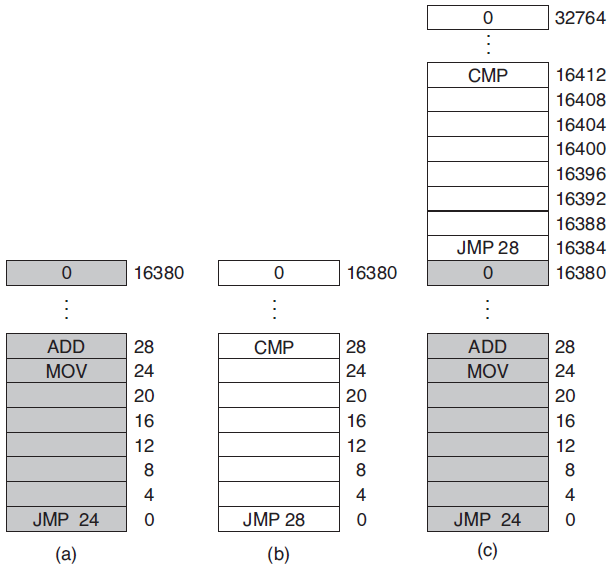 0 32764
⋮
CMP 16412
16408
16404
16400
16396
16392
16388
JMP 28 16384
0 16380 0 16380 0 16380
⋮ ⋮ ⋮
ADD 28 CMP 28 ADD 28
MOV 24 24 MOV 24
20 20 20
16 16 16
12 12 12
8 8 8
4 4 4
JMP 24 0 JMP 28 0 JMP 24 0
(a) (b) (c)